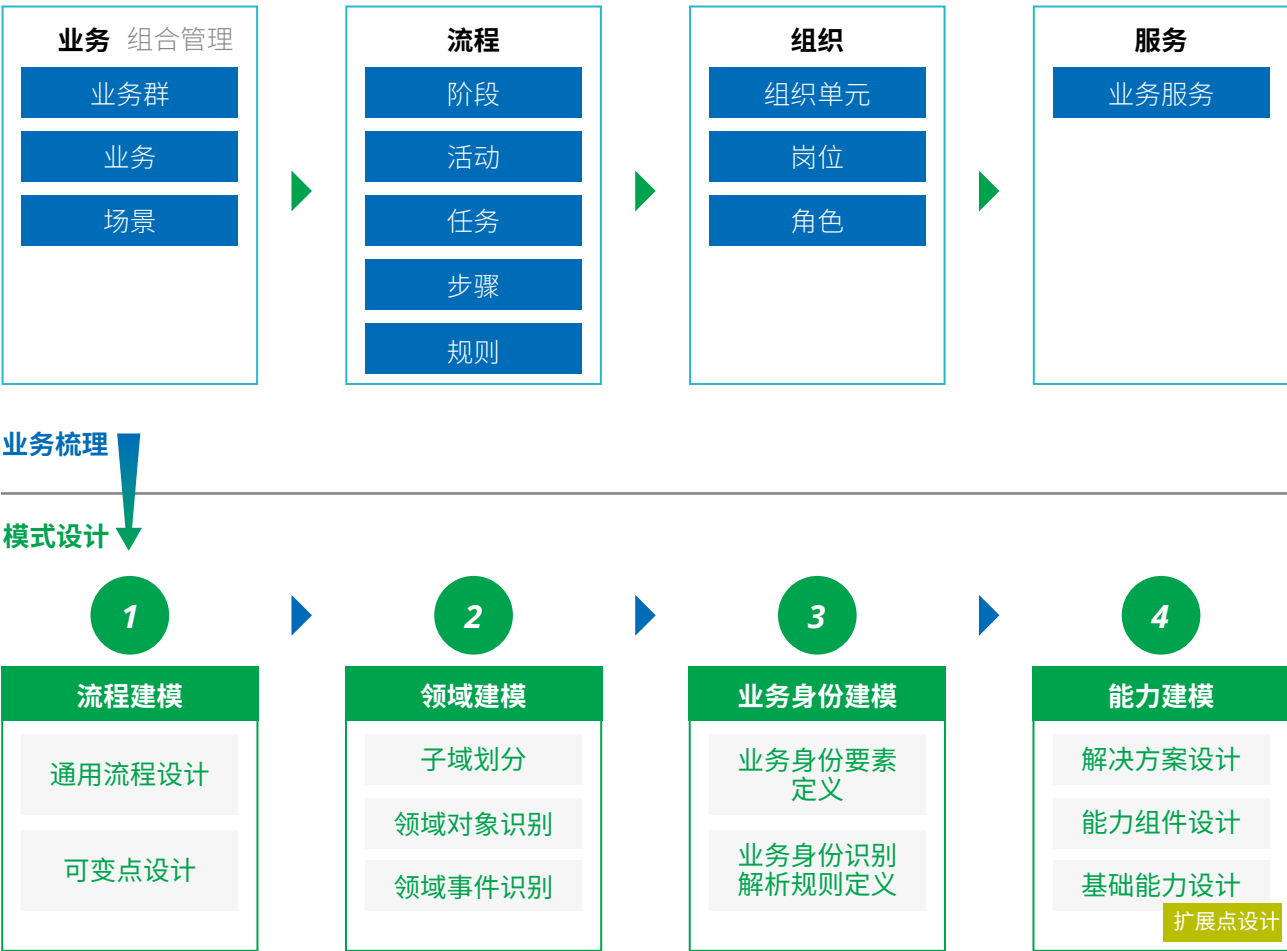 业务 组合管理
业务群
业务
场景
流程
阶段
活动
任务
步骤
规则
组织
组织单元
岗位
角色
服务
业务服务
业务梳理
模式设计
1
流程建模
通用流程设计
可变点设计
2
领域建模
子域划分
领域对象识别
领域事件识别
3
业务身份建模
业务身份要素
定义
业务身份识别
解析规则定义
4
能力建模
解决方案设计
能力组件设计
基础能力设计
扩展点设计